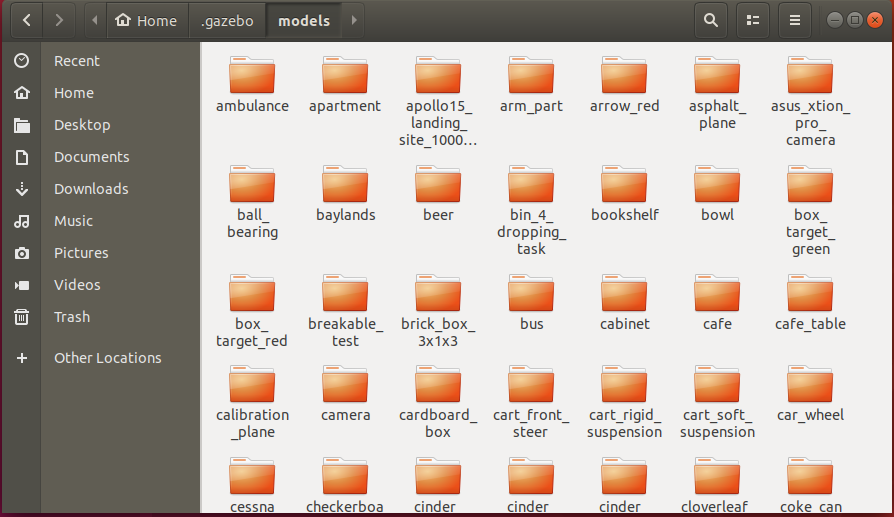 Home .gazebo models
Recent
Home
Desktop
Documents
Downloads
Music
Pictures
Videos
Trash
Other Locations
ambulance apartment apollo15_ arm_part arrow_red asphalt_ asus_xtion_
landing_ plane pro_
site_1000... camera
ball_ baylands beer bin_4_ bookshelf bowl box_
bearing dropping_ target_
task green
box_ breakable_ brick_box_ bus cabinet cafe cafe_table
target_red test 3x1x3
calibration camera cardboard_ cart_front_ cart_rigid_ cart_soft_ car_wheel
_plane box steer suspension suspension
cessna checkerboa cinder cinder cinder cloverleaf coke_can